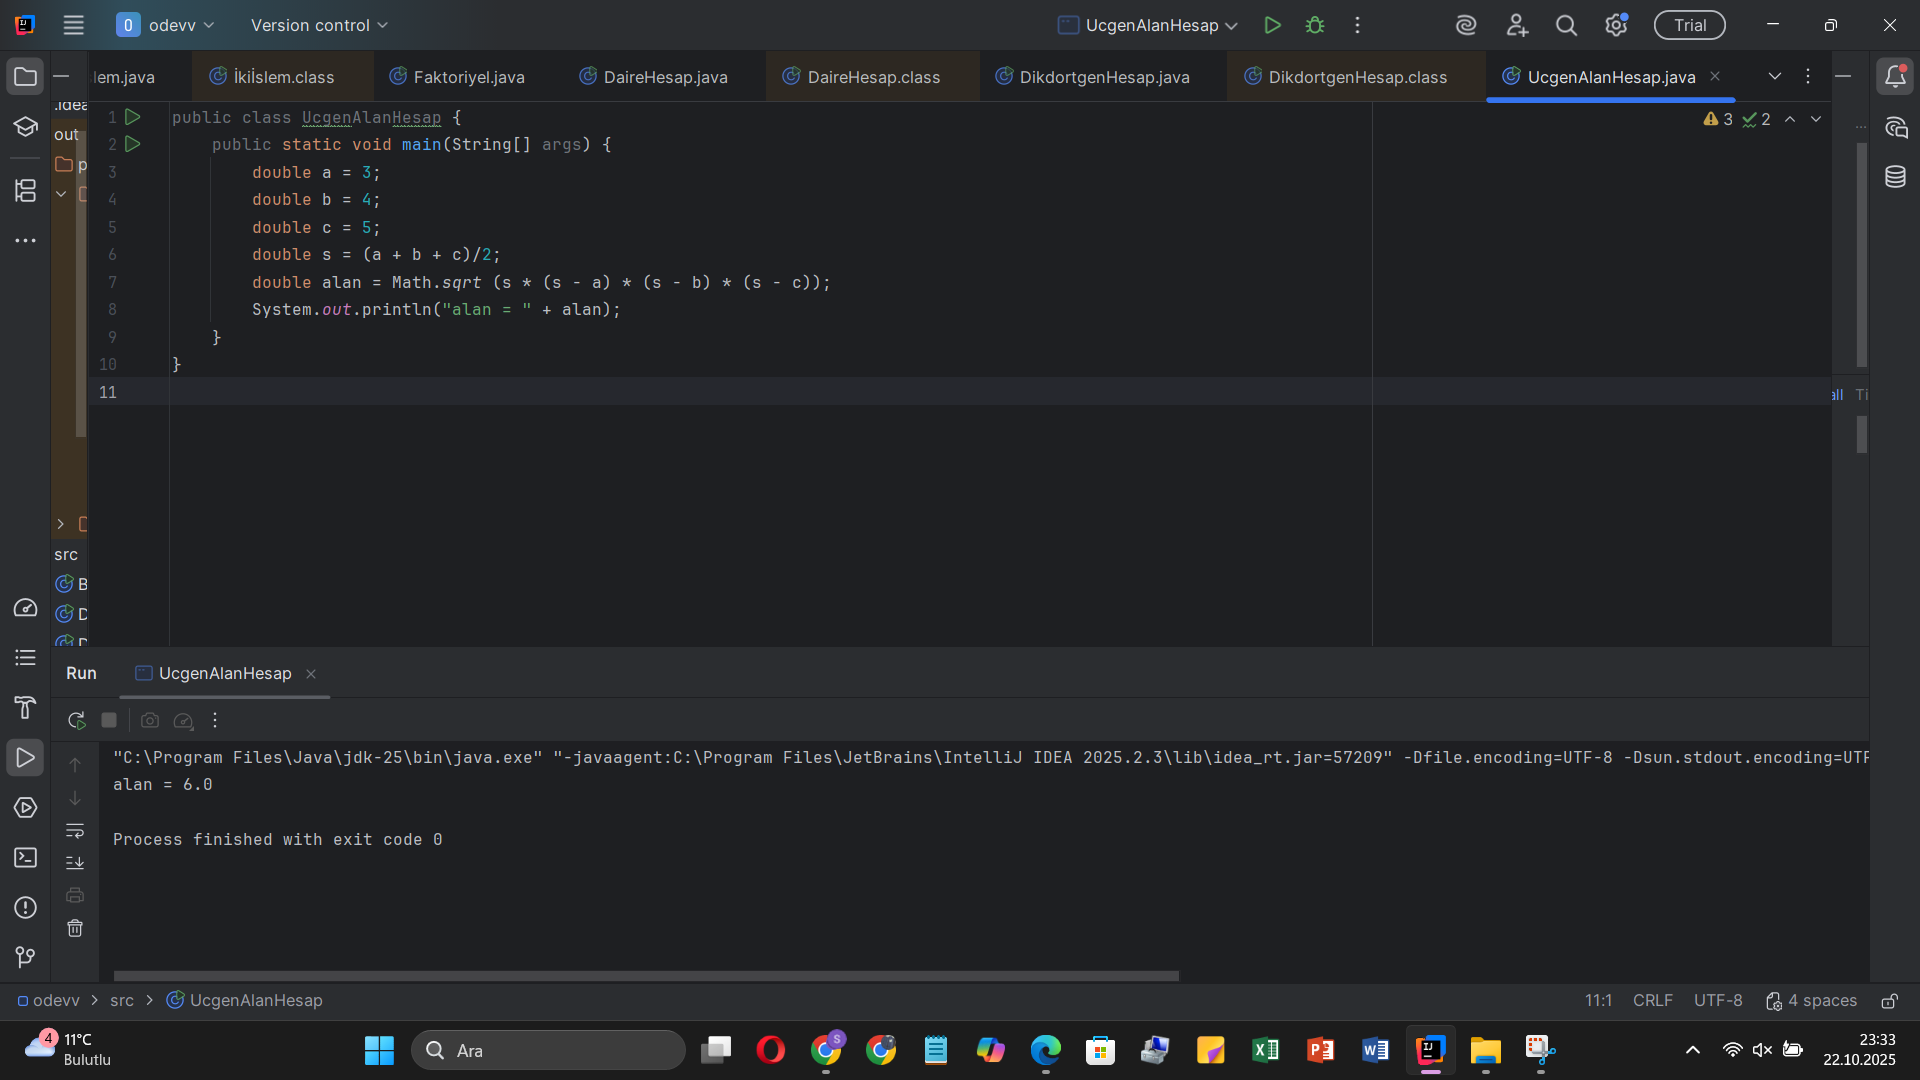 odevv
Version control
UcgenAlanHesap
Trial
lem.java
İkiİslem.class
Faktoriyel.java
DaireHesap.java
DaireHesap.class
DikdortgenHesap.java
DikdortgenHesap.class
UcgenAlanHesap.java
.idea
out
p
src
B
D
D
3 2
1 public class UcgenAlanHesap {
2 public static void main(String[] args) {
3 double a = 3;
4 double b = 4;
5 double c = 5;
6 double s = (a + b + c)/2;
7 double alan = Math.sqrt (s * (s - a) * (s - b) * (s - c));
8 System.out.println("alan = " + alan);
9 }
10 }
11
all Ti
Run
UcgenAlanHesap
"C:\Program Files\Java\jdk-25\bin\java.exe" "-javaagent:C:\Program Files\JetBrains\IntelliJ IDEA 2025.2.3\lib\idea_rt.jar=57209" -Dfile.encoding=UTF-8 -Dsun.stdout.encoding=UTF
alan = 6.0
Process finished with exit code 0
odevv > src > UcgenAlanHesap
11:1 CRLF UTF-8 4 spaces
4
11°C
Bulutlu
Ara
23:33
22.10.2025